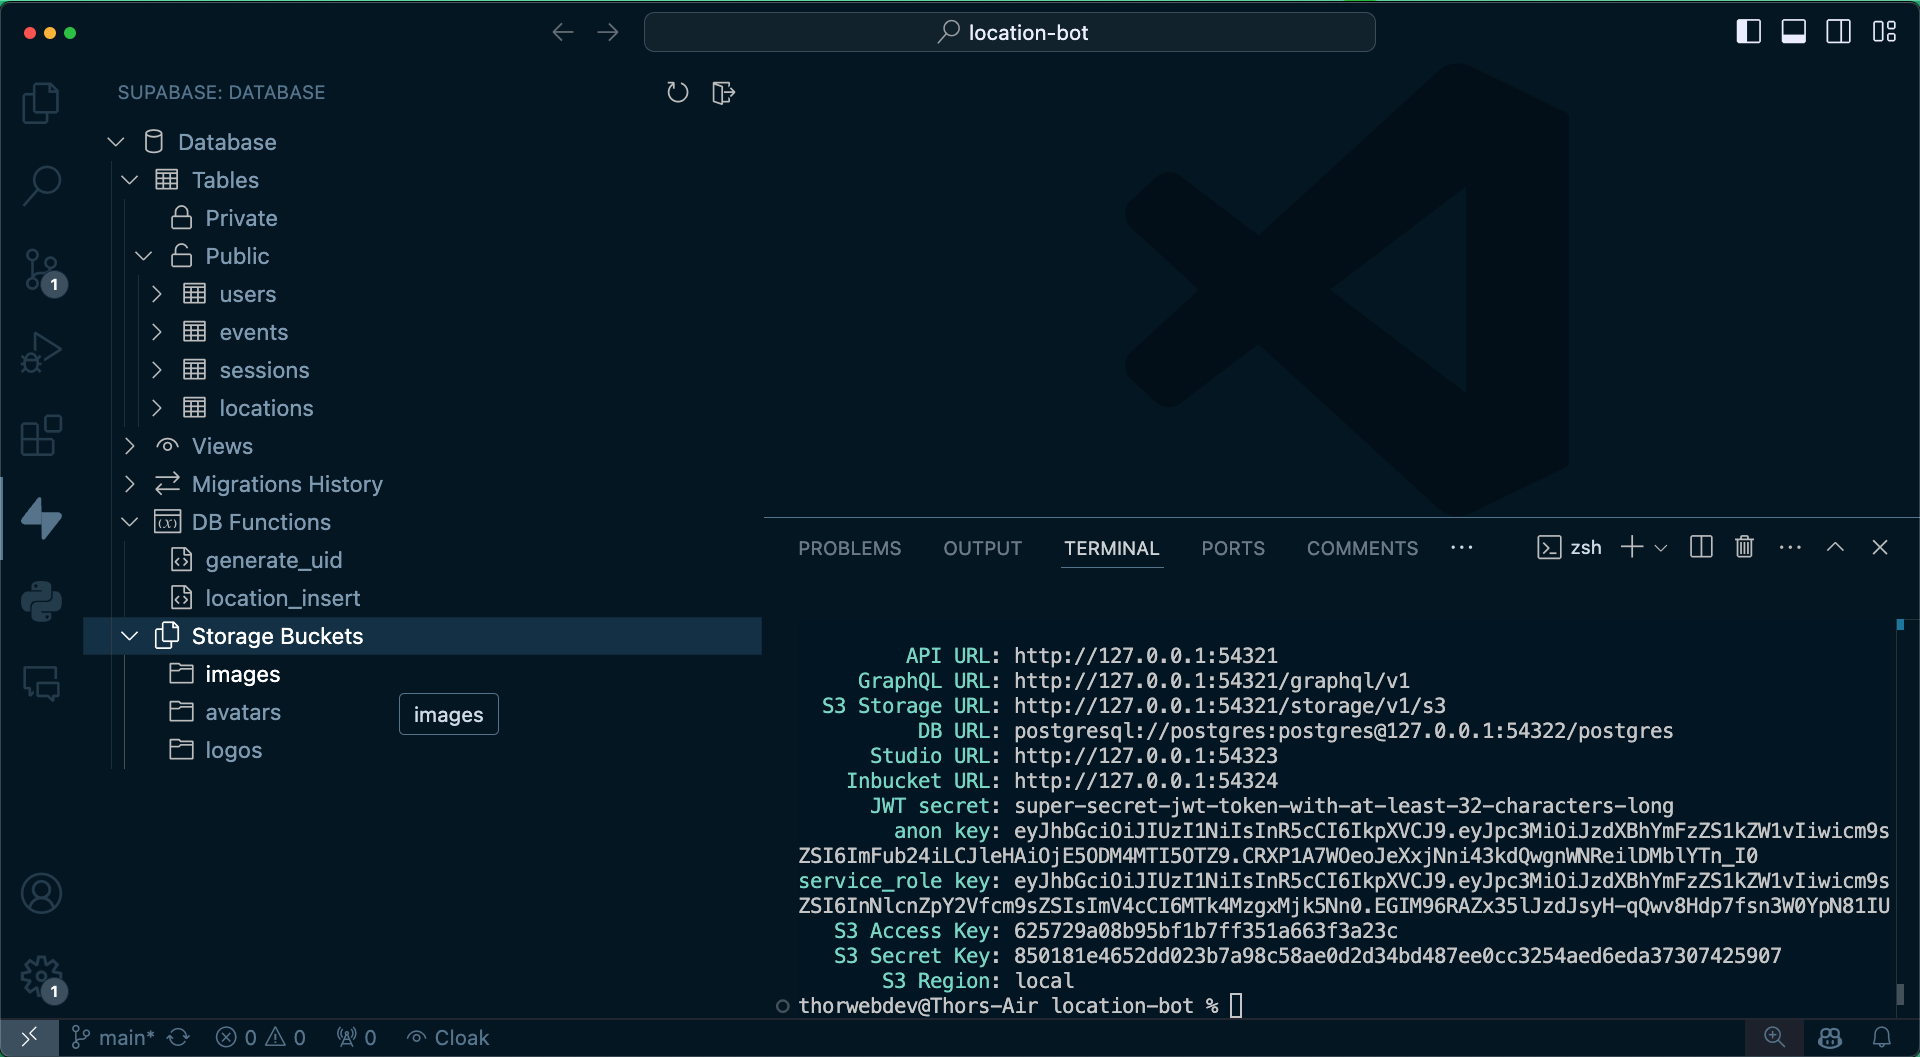 location-bot
SUPABASE: DATABASE
Database
Tables
Private
Public
users
events
sessions
locations
Views
Migrations History
DB Functions
generate_uid
location_insert
Storage Buckets
images
avatars
images
logos
1
1
PROBLEMS OUTPUT TERMINAL PORTS COMMENTS ··· zsh
API URL: http://127.0.0.1:54321
GraphQL URL: http://127.0.0.1:54321/graphql/v1
S3 Storage URL: http://127.0.0.1:54321/storage/v1/s3
DB URL: postgresql://postgres:postgres@127.0.0.1:54322/postgres
Studio URL: http://127.0.0.1:54323
Inbucket URL: http://127.0.0.1:54324
JWT secret: super-secret-jwt-token-with-at-least-32-characters-long
anon key: eyJhbGciOiJIUzI1NiIsInR5cCI6IkpXVCJ9.eyJpc3MiOiJzdXBhYmFzZS1kZW1vIiwicm9s
ZSI6ImFub24iLCJleHAiOjE5ODM4MTI5OTZ9.CRXP1A7WOeoJeXxjNni43kdQwgnWNReilDMblYTn_I0
service_role key: eyJhbGciOiJIUzI1NiIsInR5cCI6IkpXVCJ9.eyJpc3MiOiJzdXBhYmFzZS1kZW1vIiwicm9s
ZSI6InNlcnZpY2Vfcm9sZSIsImV4cCI6MTk4MzgxMjk5Nn0.EGIM96RAZx35lJzdJsyH-qQwv8Hdp7fsn3W0YpN81IU
S3 Access Key: 625729a08b95bf1b7ff351a663f3a23c
S3 Secret Key: 850181e4652dd023b7a98c58ae0d2d34bd487ee0cc3254aed6eda37307425907
S3 Region: local
thorwebdev@Thors-Air location-bot %
main* 0 0 0 Cloak